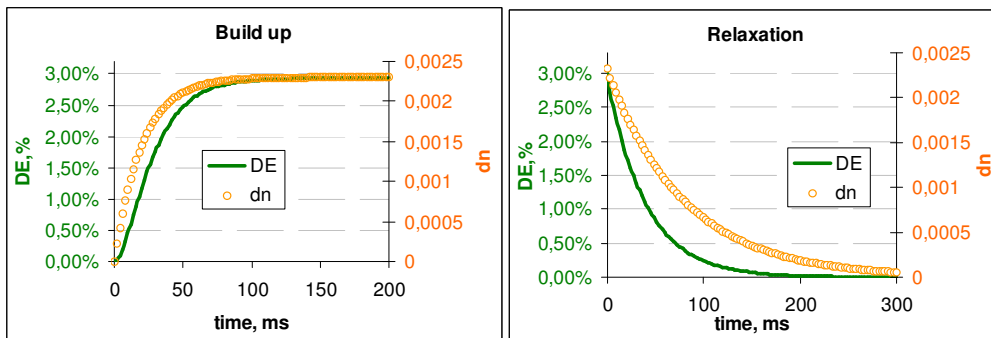 Build up
DE,%
3,00%
2,50%
2,00%
1,50%
1,00%
0,50%
0,00%
0,0025
0,002
0,0015
0,001
0,0005
0
dn
DE
dn
0 50 100 150 200
time, ms
Relaxation
DE,%
3,00%
2,50%
2,00%
1,50%
1,00%
0,50%
0,00%
0,0025
0,002
0,0015
0,001
0,0005
0
dn
DE
dn
0 100 200 300
time, ms